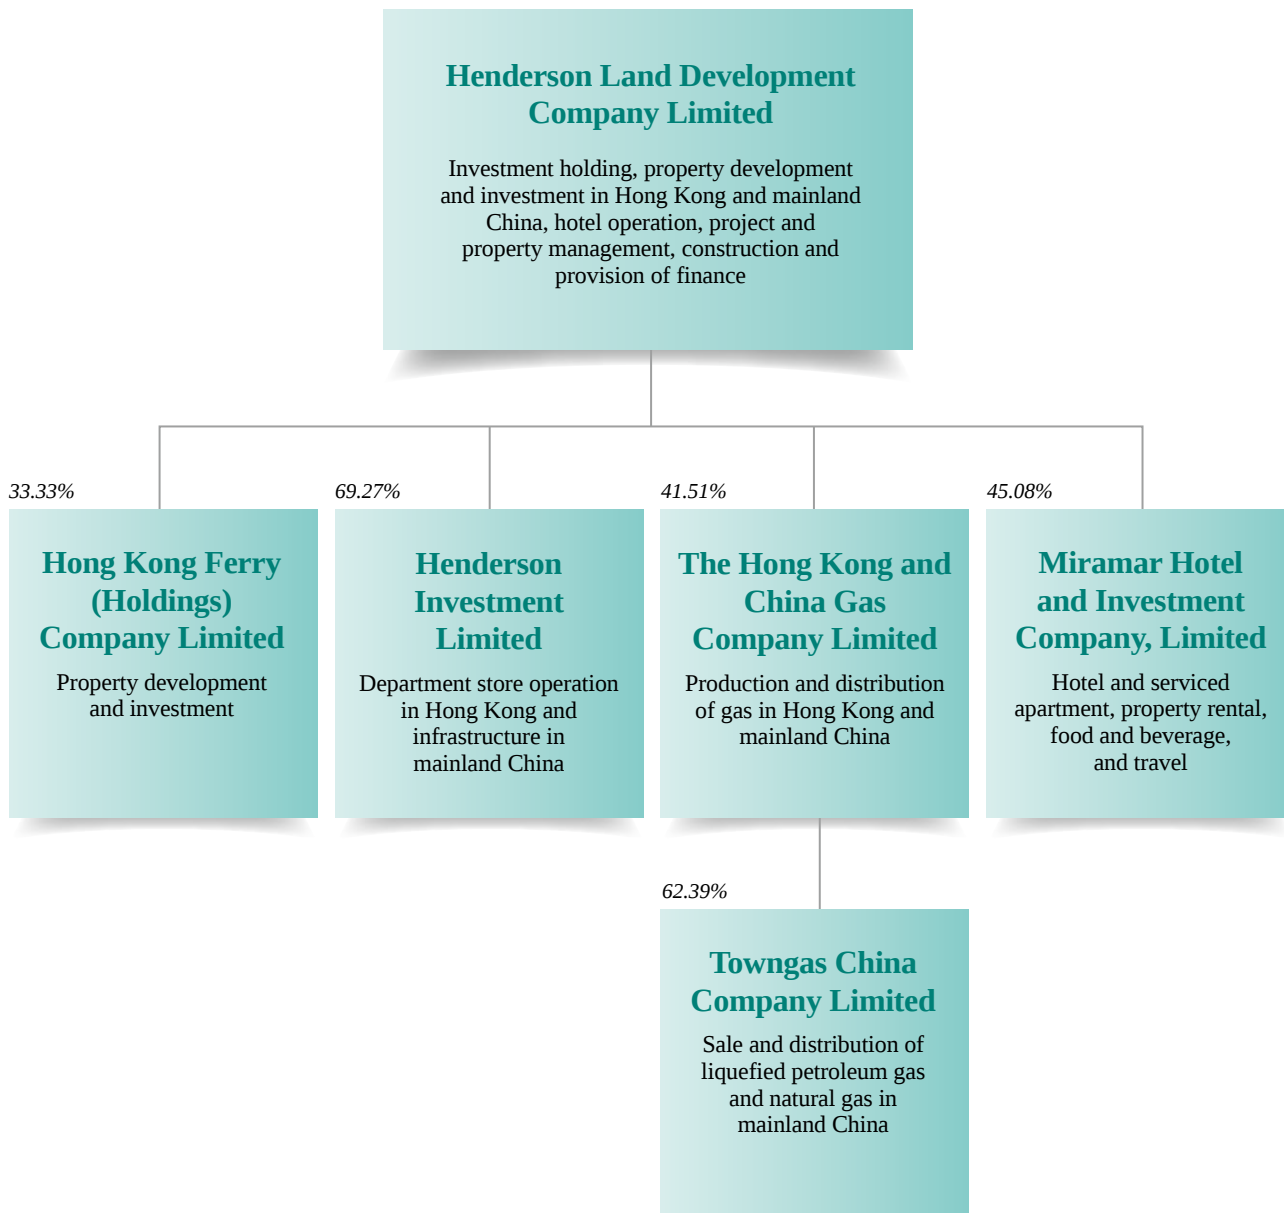 Henderson Land Development
Company Limited
Investment holding, property development
and investment in Hong Kong and mainland
China, hotel operation, project and
property management, construction and
provision of finance
33.33%
Hong Kong Ferry
(Holdings)
Company Limited
Property development
and investment
69.27%
Henderson
Investment
Limited
Department store operation
in Hong Kong and
infrastructure in
mainland China
41.51%
The Hong Kong and
China Gas
Company Limited
Production and distribution
of gas in Hong Kong and
mainland China
45.08%
Miramar Hotel
and Investment
Company, Limited
Hotel and serviced
apartment, property rental,
food and beverage,
and travel
62.39%
Towngas China
Company Limited
Sale and distribution of
liquefied petroleum gas
and natural gas in
mainland China